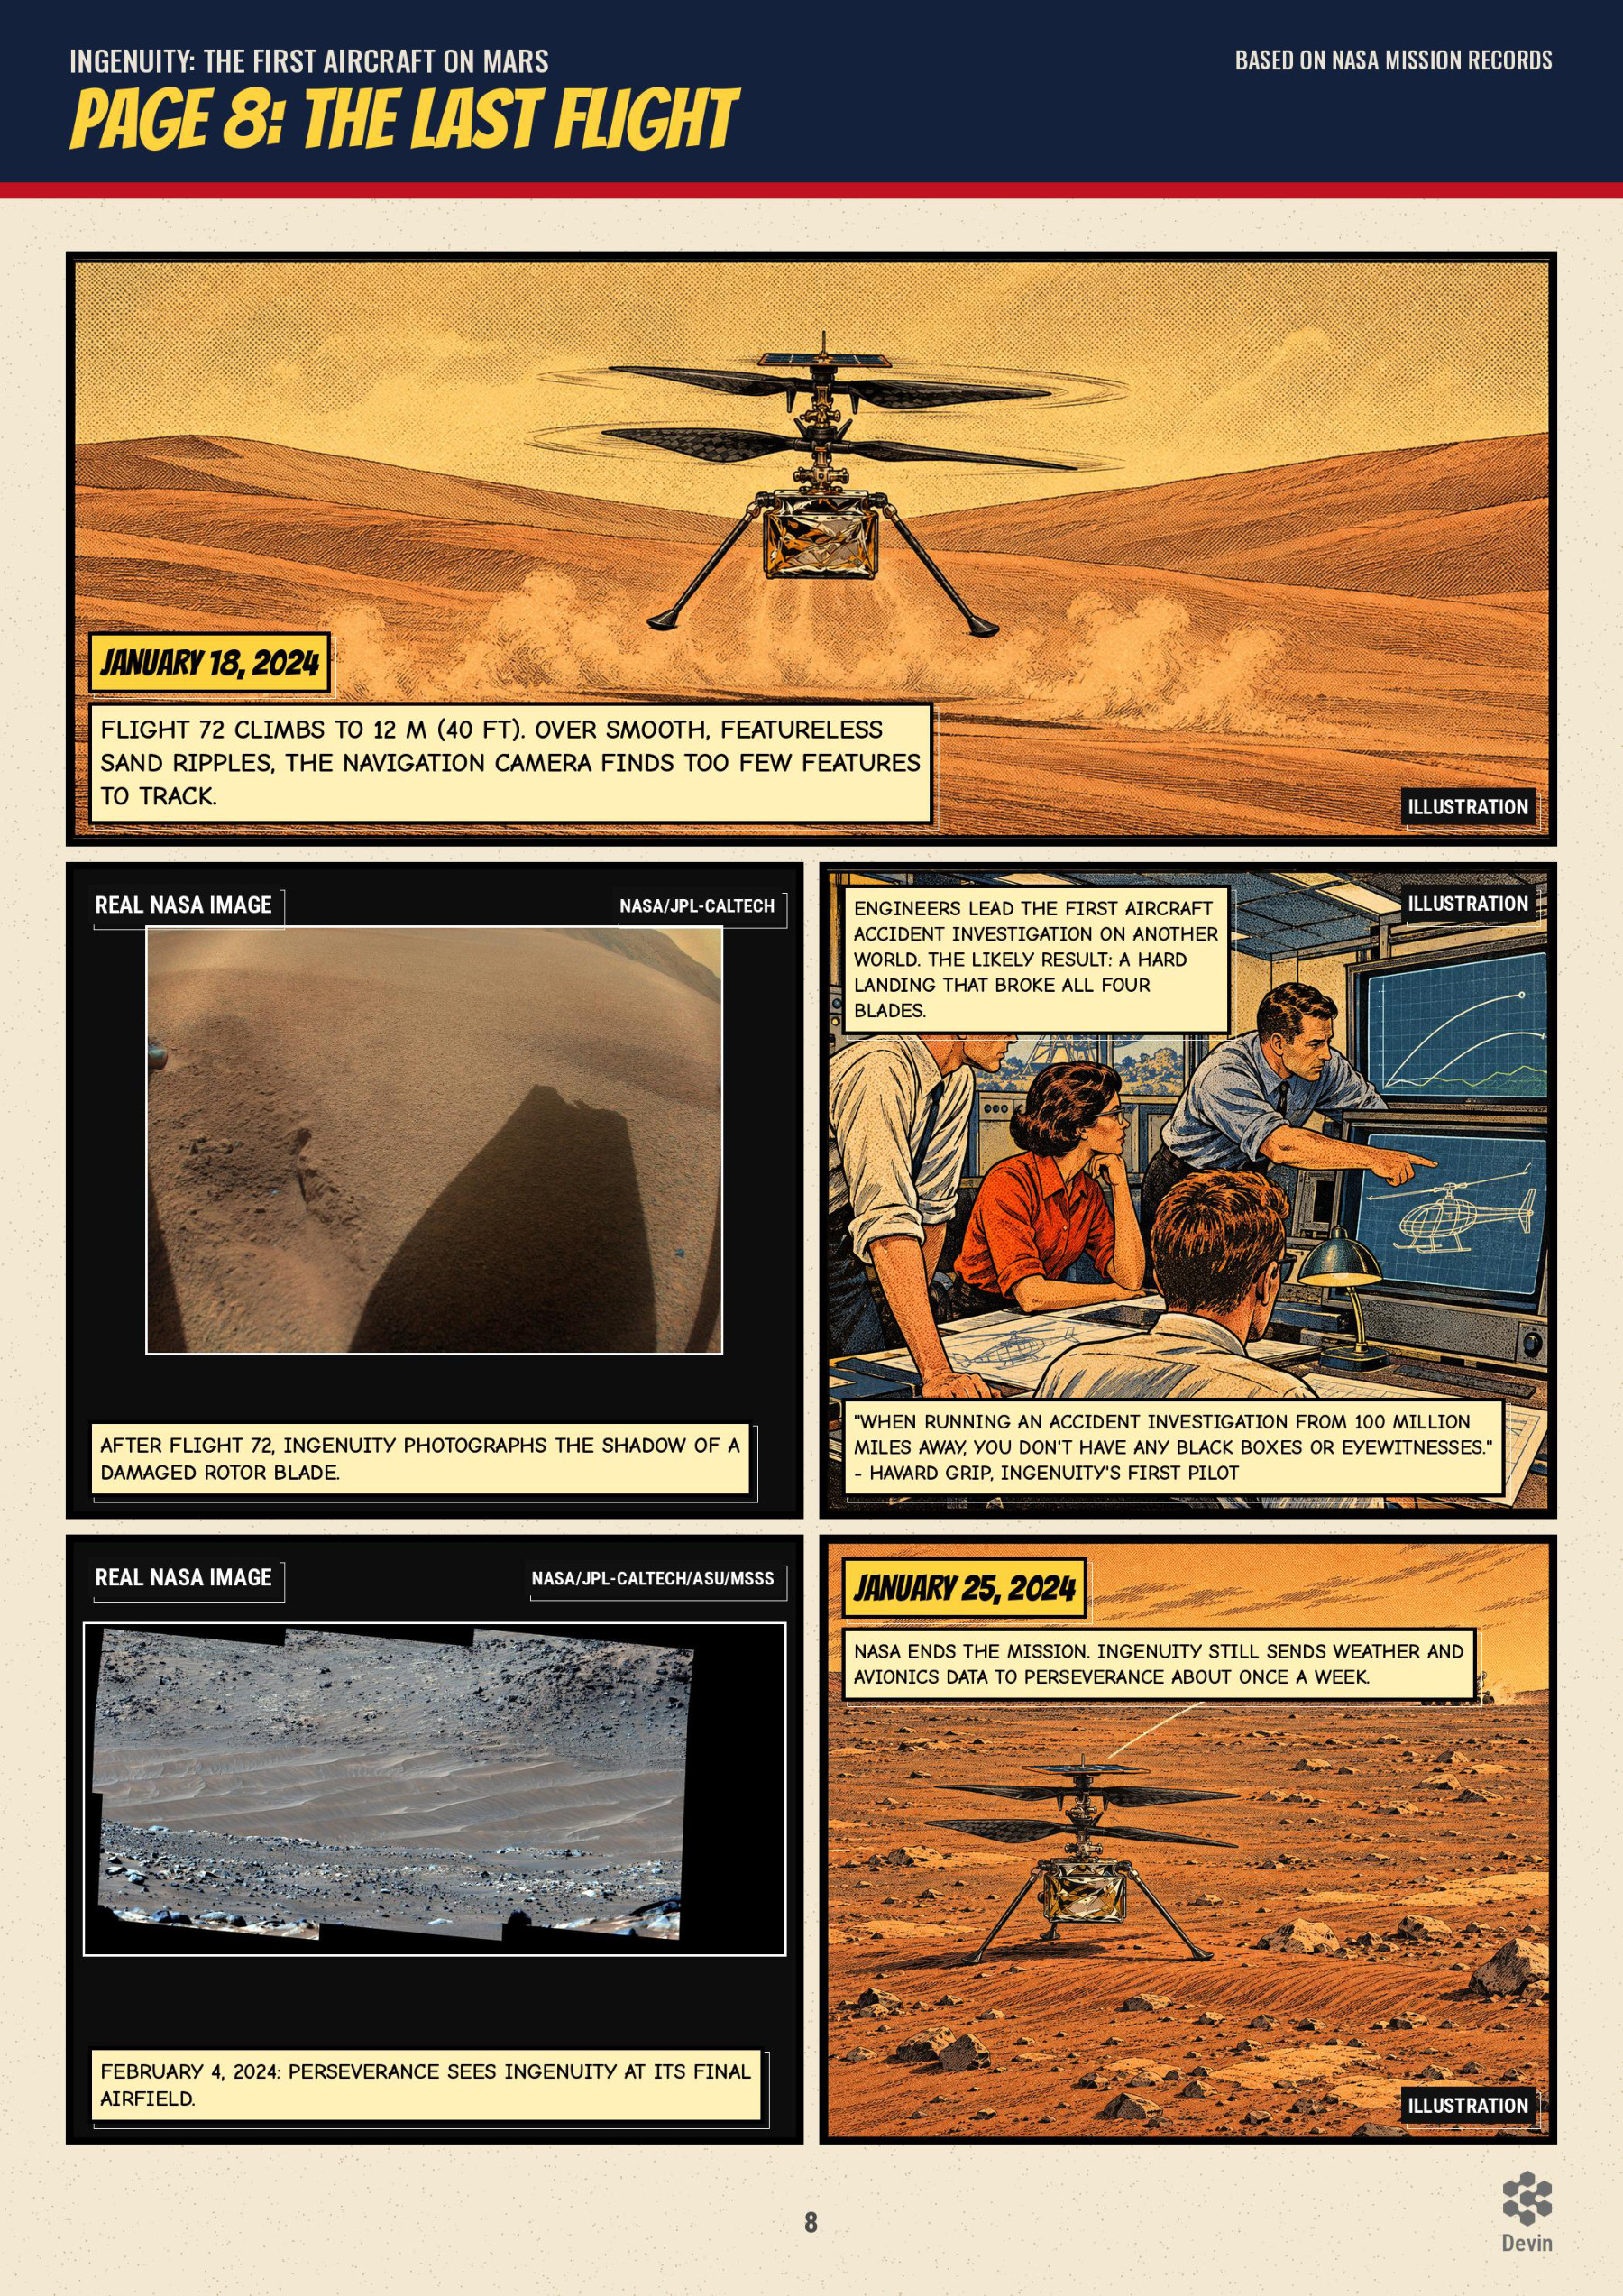 INGENUITY: THE FIRST AIRCRAFT ON MARS
BASED ON NASA MISSION RECORDS
PAGE 8: THE LAST FLIGHT
JANUARY 18, 2024
FLIGHT 72 CLIMBS TO 12 M (40 FT). OVER SMOOTH, FEATURELESS
SAND RIPPLES, THE NAVIGATION CAMERA FINDS TOO FEW FEATURES
TO TRACK.
ILLUSTRATION
REAL NASA IMAGE
NASA/JPL-CALTECH
AFTER FLIGHT 72, INGENUITY PHOTOGRAPHS THE SHADOW OF A
DAMAGED ROTOR BLADE.
ENGINEERS LEAD THE FIRST AIRCRAFT
ACCIDENT INVESTIGATION ON ANOTHER
WORLD. THE LIKELY RESULT: A HARD
LANDING THAT BROKE ALL FOUR
BLADES.
ILLUSTRATION
"WHEN RUNNING AN ACCIDENT INVESTIGATION FROM 100 MILLION
MILES AWAY, YOU DON'T HAVE ANY BLACK BOXES OR EYEWITNESSES."
- HAVARD GRIP, INGENUITY'S FIRST PILOT
REAL NASA IMAGE
NASA/JPL-CALTECH/ASU/MSSS
FEBRUARY 4, 2024: PERSEVERANCE SEES INGENUITY AT ITS FINAL
AIRFIELD.
JANUARY 25, 2024
NASA ENDS THE MISSION. INGENUITY STILL SENDS WEATHER AND
AVIONICS DATA TO PERSEVERANCE ABOUT ONCE A WEEK.
ILLUSTRATION
8
Devin